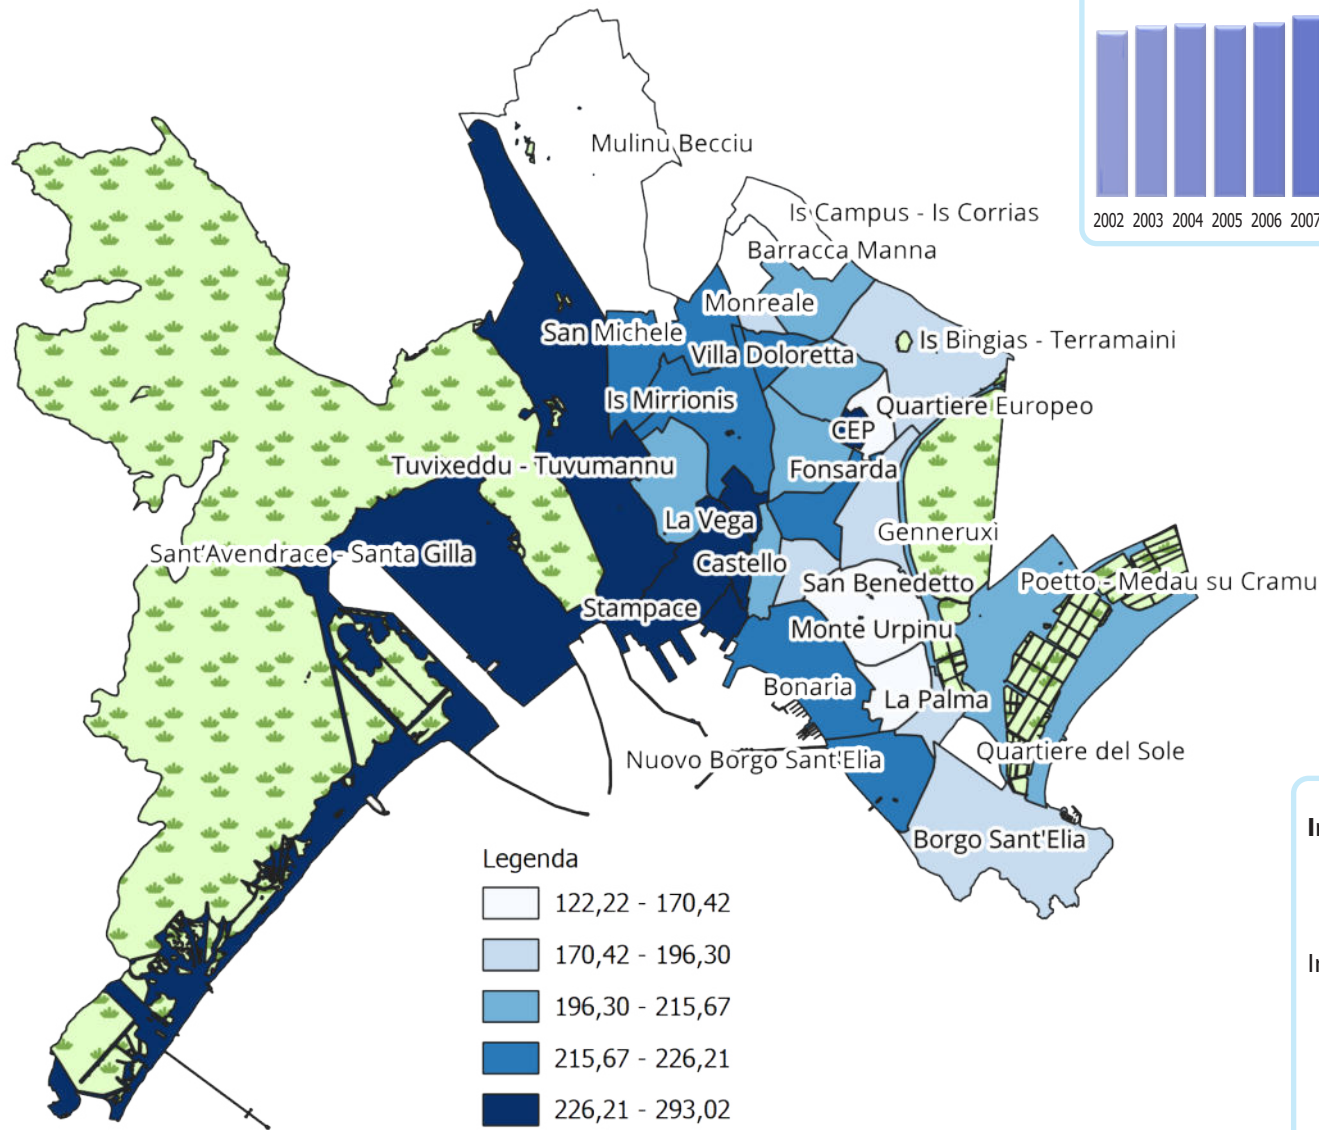 2002 2003 2004 2005 2006 2007
Mulinu Becciu
Is Campus - Is Corrias
Barracca Manna
Monreale
San Michele
Villa Doloretta
Is Bingias - Terramaini
Is Mirrionis
Quartiere Europeo
CEP
Tuvixeddu - Tuvumannu
Fonsarda
La Vega
Genneruxi
Sant'Avendrace - Santa Gilla
Castello
San Benedetto
Poetto - Medau su Cramu
Stampace
Monte Urpinu
Bonaria
La Palma
Nuovo Borgo Sant'Elia
Quartiere del Sole
Borgo Sant'Elia
Legenda
122,22 - 170,42
170,42 - 196,30
196,30 - 215,67
215,67 - 226,21
226,21 - 293,02